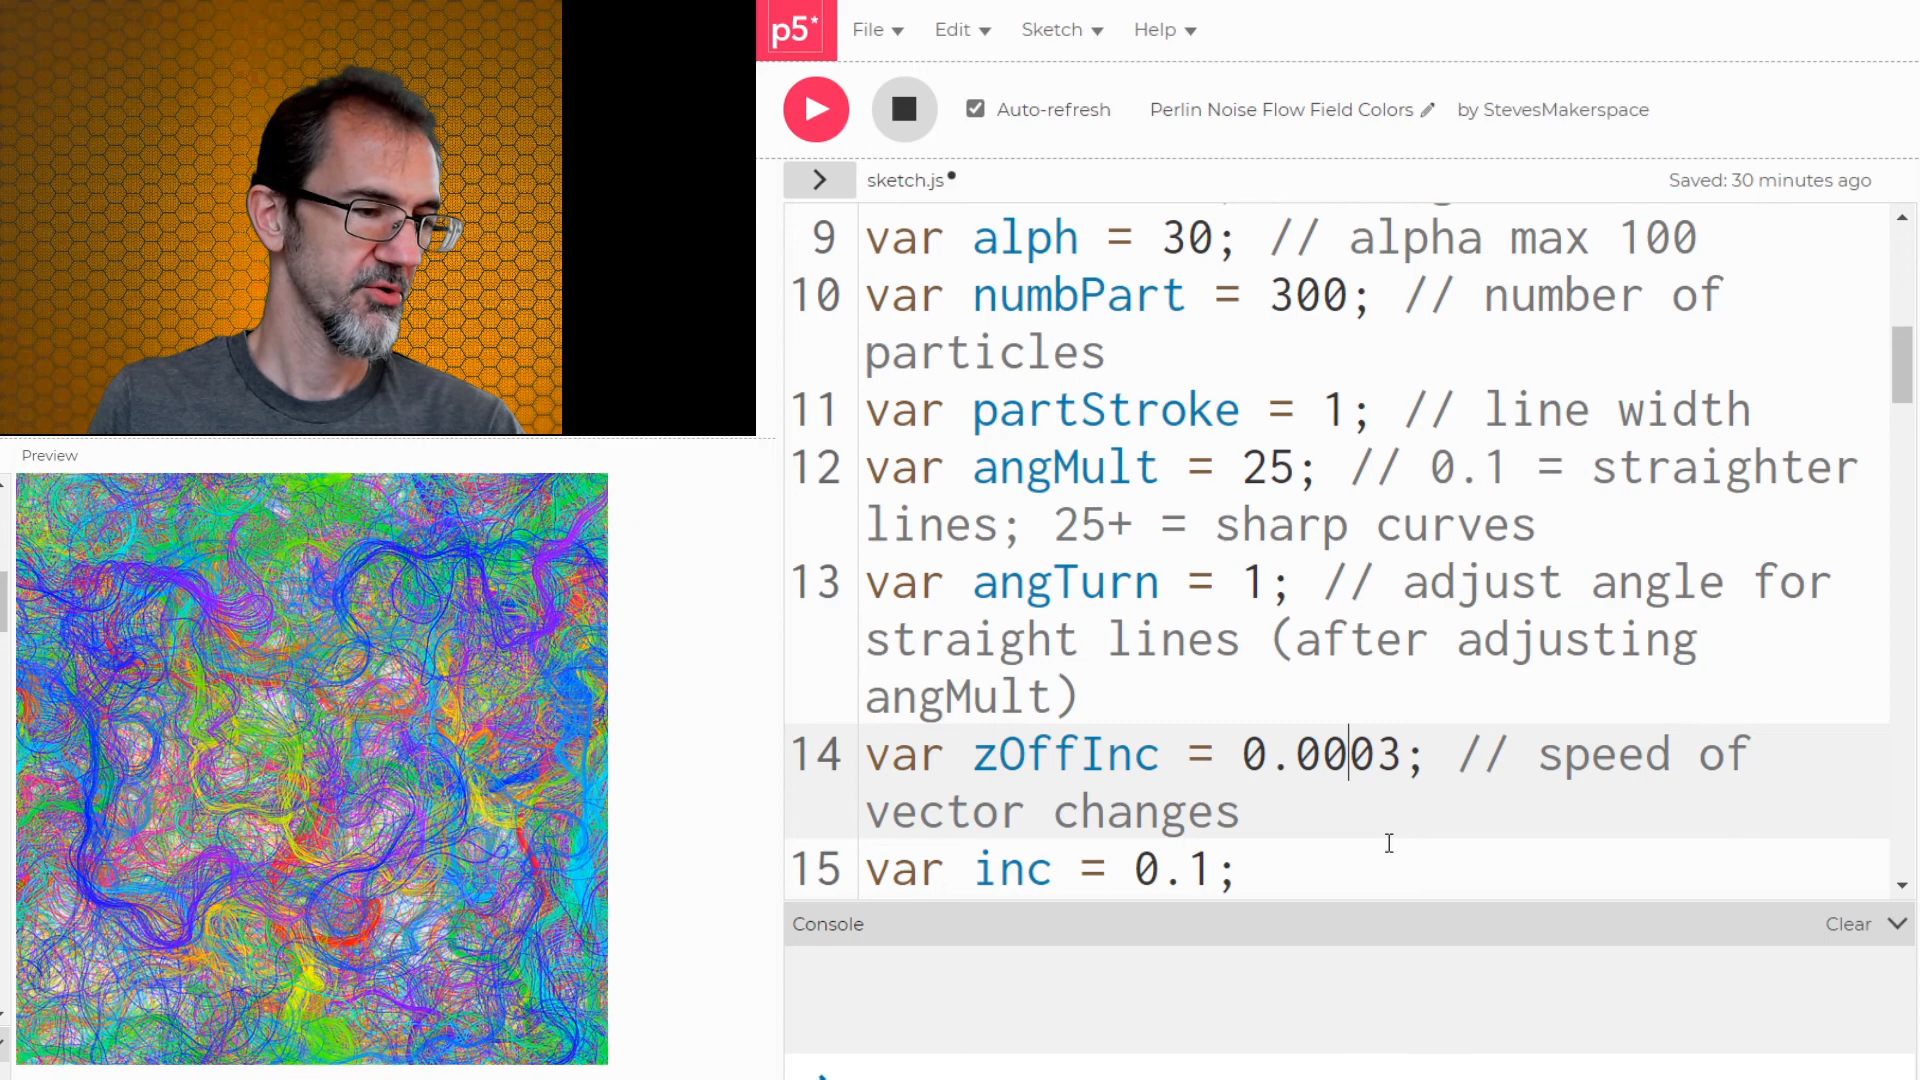 p5*
File Edit Sketch Help
Auto-refresh Perlin Noise Flow Field Colors by StevesMakerspace
sketch.js Saved: 30 minutes ago
9 var alph = 30; // alpha max 100
10 var numbPart = 300; // number of
particles
11 var partStroke = 1; // line width
12 var angMult = 25; // 0.1 = straighter
lines; 25+ = sharp curves
13 var angTurn = 1; // adjust angle for
straight lines (after adjusting
angMult)
14 var zOffInc = 0.0003; // speed of
vector changes
15 var inc = 0.1;
Console Clear
Preview